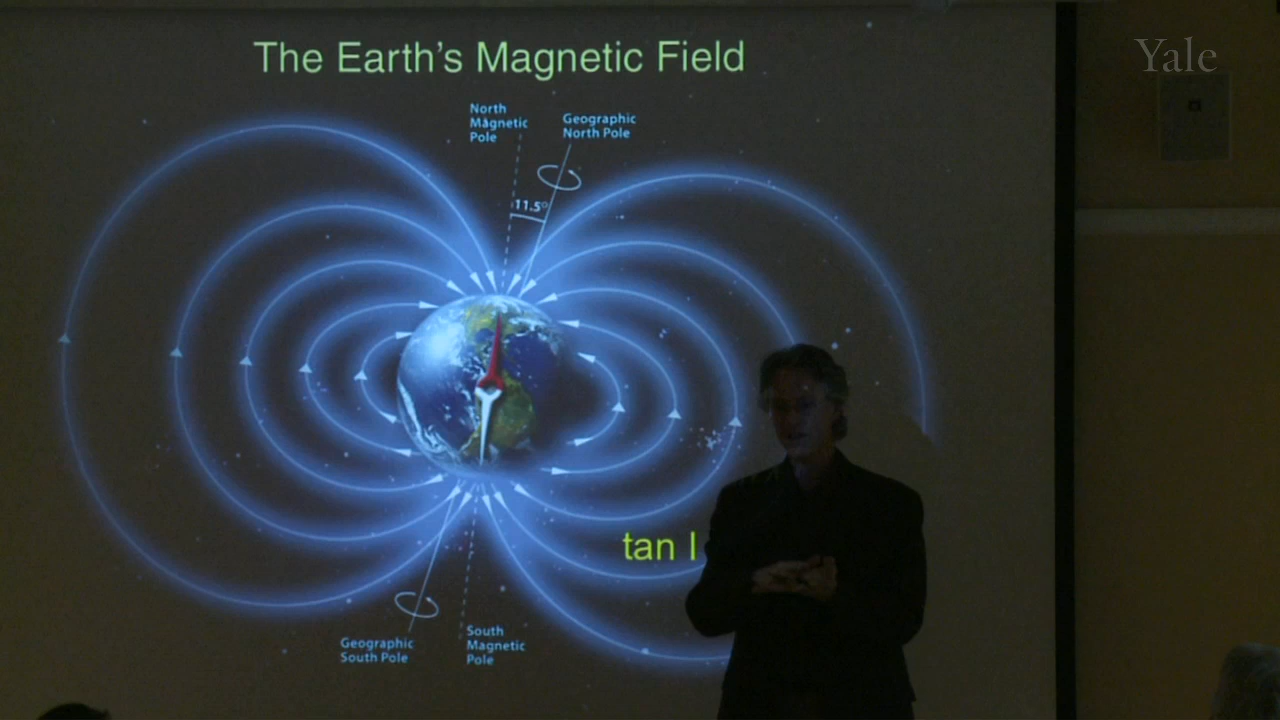 Yale
The Earth's Magnetic Field
North
Magnetic
Pole
Geographic
North Pole
11.5°
tan I
Geographic
South Pole
South
Magnetic
Pole